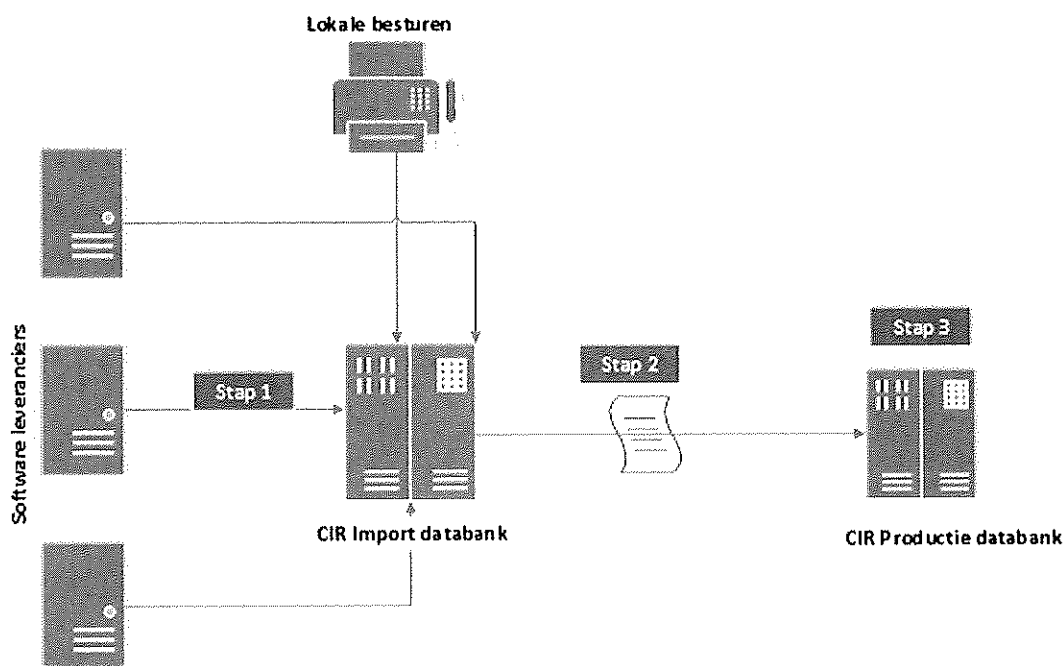 Lokale besturen
Software leveranciers
Stap 1
Stap 2
Stap 3
CIR Import databank
CIR Productie databank